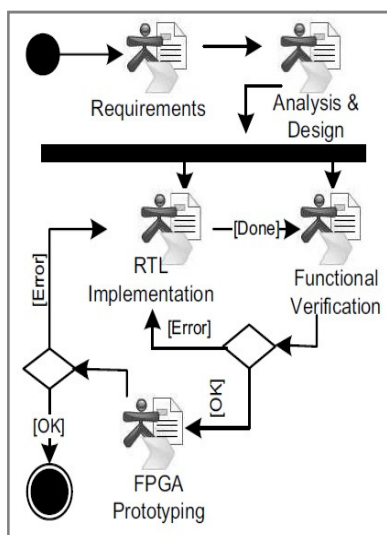 Requirements
Analysis &
Design
[Done]
RTL
Implementation
Functional
Verification
[Error]
[Error]
[OK]
[OK]
FPGA
Prototyping